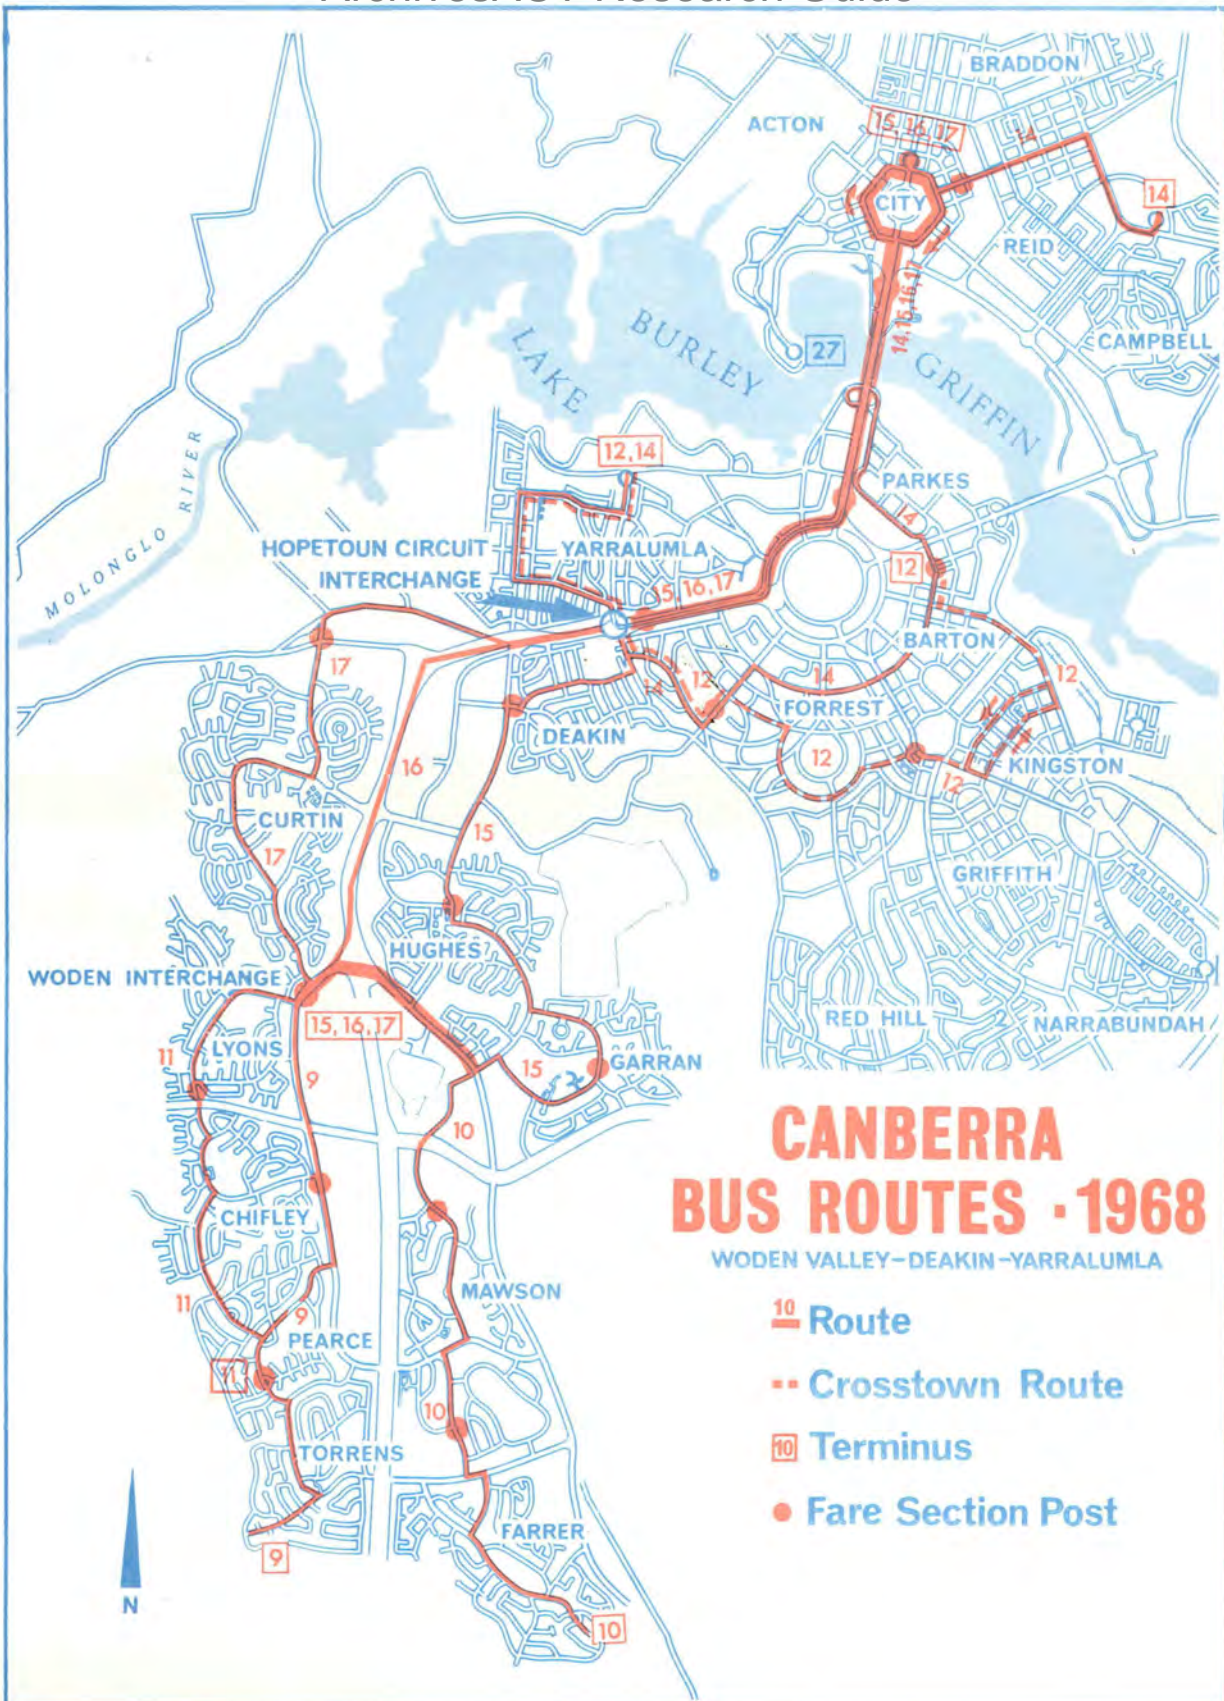 ArchivesACT Research Guide
BRADDON
ACTON
15, 16, 17
14
CITY
14
REID
14, 15, 16, 17
CAMPBELL
27
LAKE
BURLEY
GRIFFIN
MOLONGLO RIVER
12, 14
PARKES
14
HOPETOUN CIRCUIT
INTERCHANGE
YARRALUMLA
12
15, 16, 17
BARTON
17
14
12
14
12
FORREST
DEAKIN
12
16
12
KINGSTON
CURTIN
15
17
GRIFFITH
HUGHES
WODEN INTERCHANGE
15, 16, 17
RED HILL
NARRABUNDAH
11
LYONS
9
15
GARRAN
10
CANBERRA
BUS ROUTES · 1968
WODEN VALLEY-DEAKIN-YARRALUMLA
CHIFLEY
MAWSON
11
9
PEARCE
10 Route
11
Crosstown Route
10
TORRENS
10 Terminus
Fare Section Post
FARRER
9
10
N